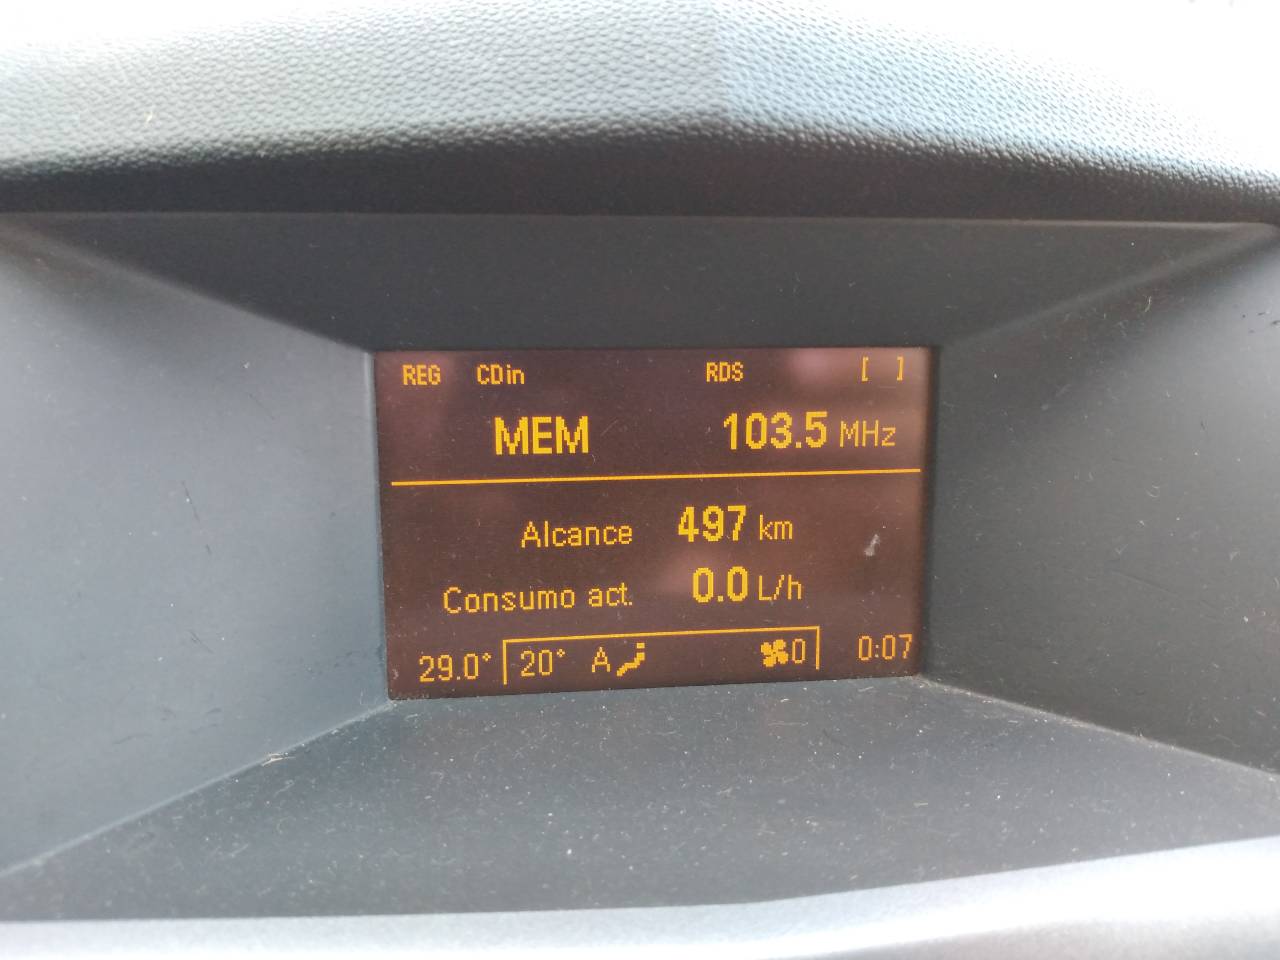 REG CDin RDS [ ]
MEM 103.5 MHz
Alcance 497 km
Consumo act. 0.0 L/h
29.0° 20° A 0 0:07